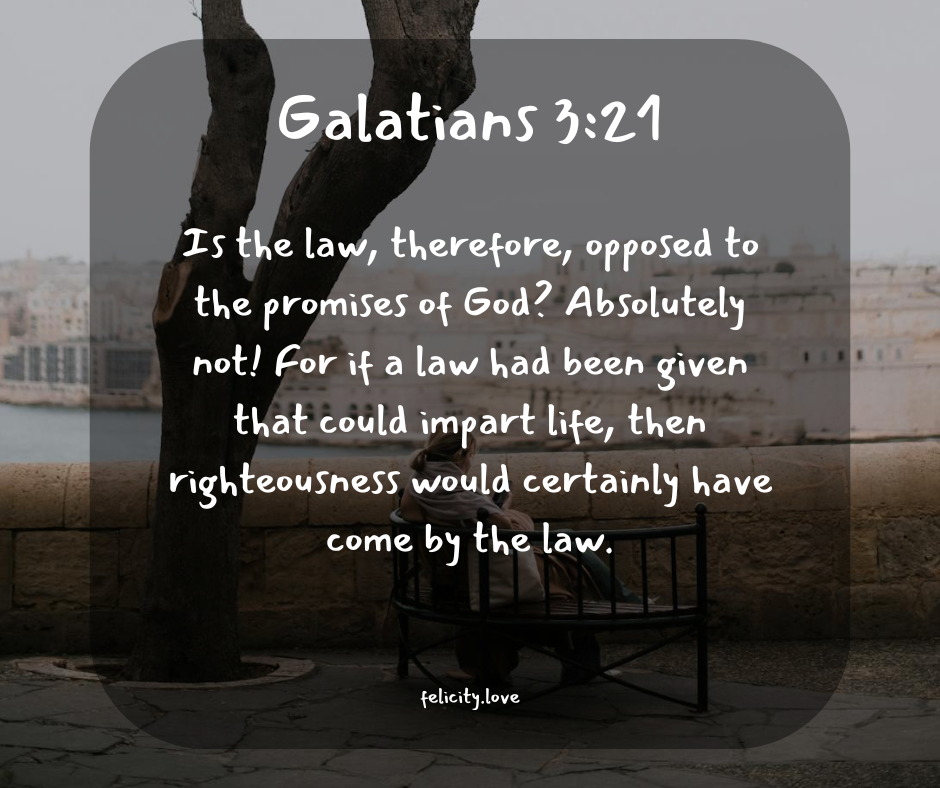 Galatians 3:21
Is the law, therefore, opposed to
the promises of God? Absolutely
not! For if a law had been given
that could impart life, then
righteousness would certainly have
come by the law.
felicity.love